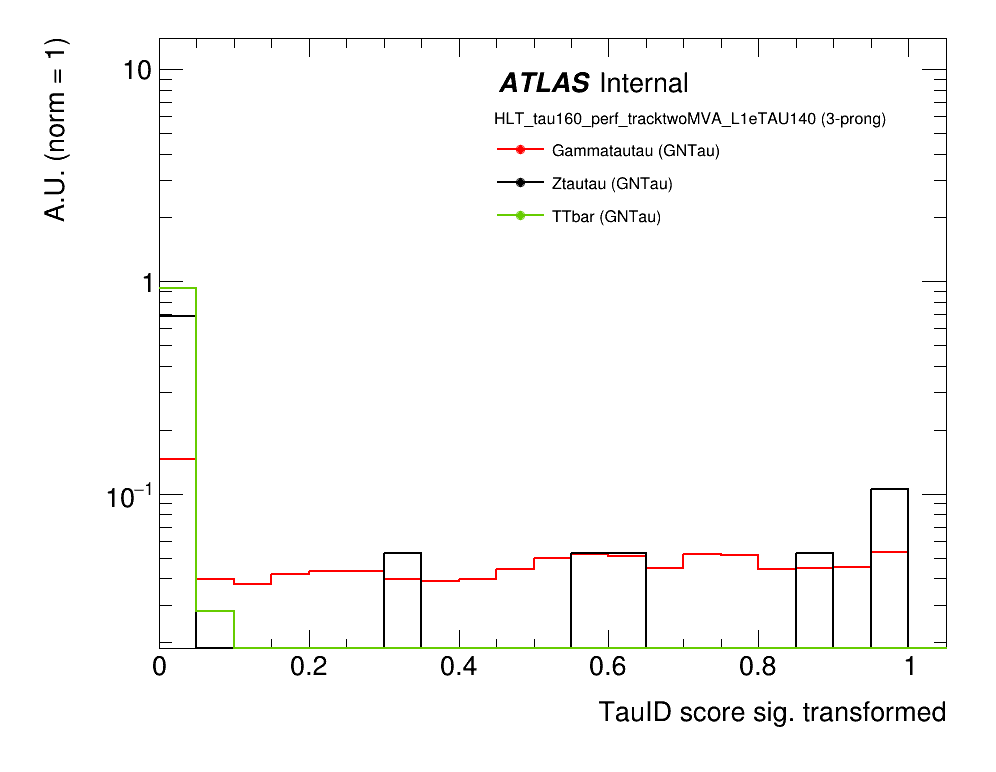 A.U. (norm = 1)
10
1
10⁻¹
ATLAS Internal
HLT_tau160_perf_tracktwoMVA_L1eTAU140 (3-prong)
Gammatautau (GNTau)
Ztautau (GNTau)
TTbar (GNTau)
0 0.2 0.4 0.6 0.8 1
TauID score sig. transformed